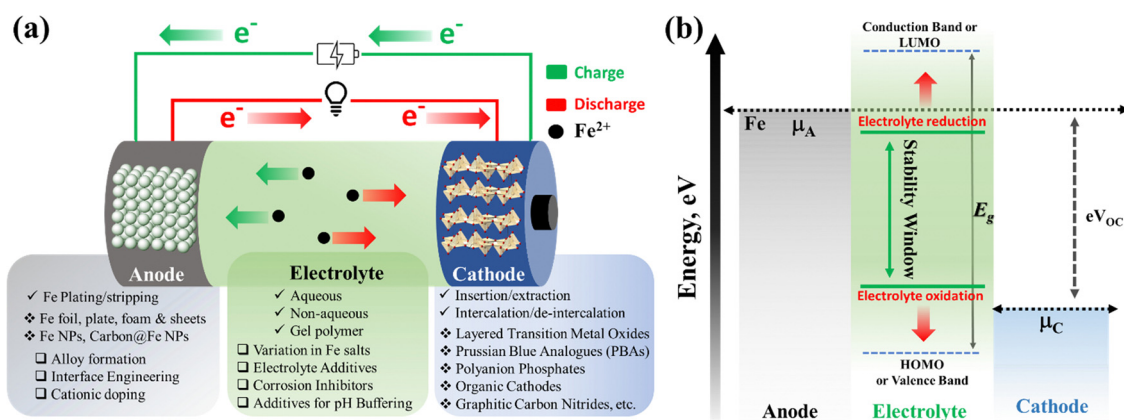 (a)
e⁻
e⁻
Charge
Discharge
Fe²⁺
e⁻
e⁻
Anode
✓ Fe Plating/stripping
❖ Fe foil, plate, foam & sheets
❖ Fe NPs, Carbon@Fe NPs
❑ Alloy formation
❑ Interface Engineering
❑ Cationic doping
Electrolyte
✓ Aqueous
✓ Non-aqueous
✓ Gel polymer
❑ Variation in Fe salts
❑ Electrolyte Additives
❑ Corrosion Inhibitors
❑ Additives for pH Buffering
Cathode
✓ Insertion/extraction
✓ Intercalation/de-intercalation
❖ Layered Transition Metal Oxides
❖ Prussian Blue Analogues (PBAs)
❖ Polyanion Phosphates
❖ Organic Cathodes
❖ Graphitic Carbon Nitrides, etc.
(b)
Energy, eV
Conduction Band or
LUMO
Fe μA
Electrolyte reduction
Stability Window
Eg
eVOC
Electrolyte oxidation
μC
HOMO
or Valence Band
Anode
Electrolyte
Cathode